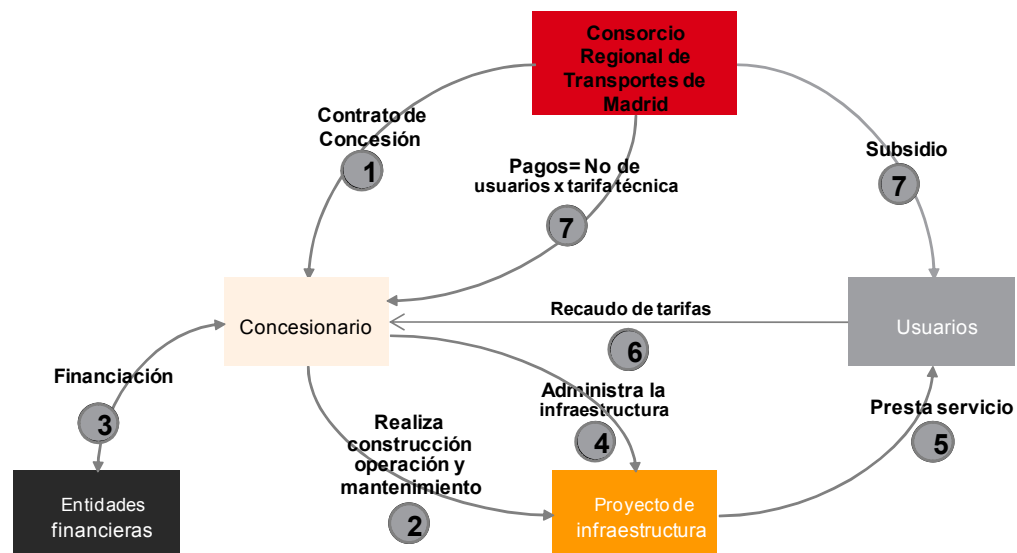 Consorcio
Regional de
Transportes de
Madrid
Contrato de
Concesión
1
Pagos= No de
usuarios x tarifa técnica
7
Subsidio
7
Concesionario
Recaudo de tarifas
6
Usuarios
Financiación
3
Administra la
infraestructura
4
Realiza
construcción
operación y
mantenimiento
2
Presta servicio
5
Entidades
financieras
Proyecto de
infraestructura